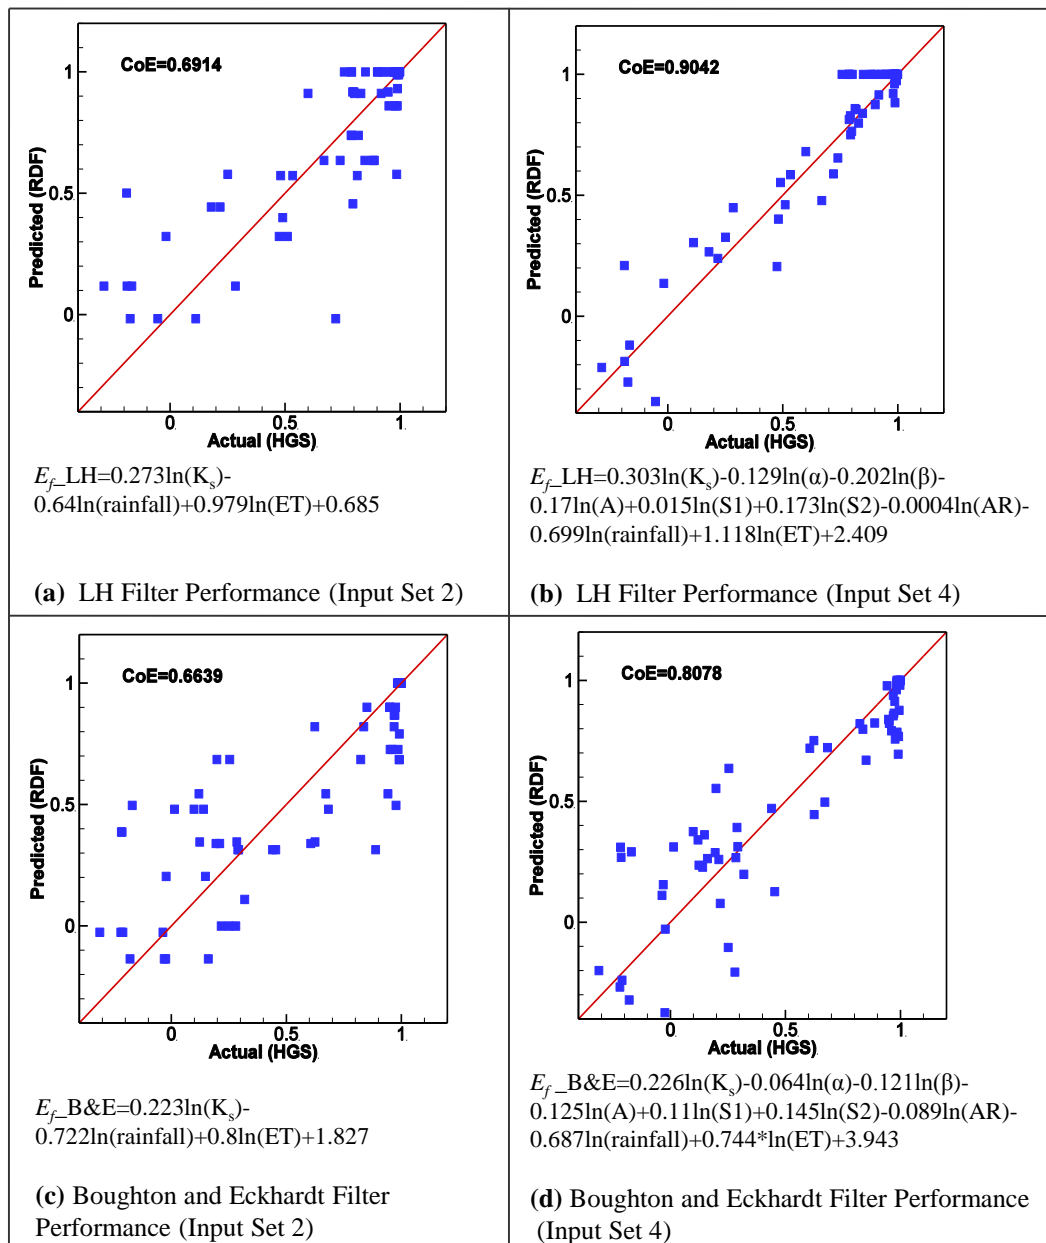 CoE=0.6914
1
0.5
0
Predicted (RDF)
0
0.5
1
Actual (HGS)
E_f_LH=0.273ln(K_s)-
0.64ln(rainfall)+0.979ln(ET)+0.685
(a) LH Filter Performance (Input Set 2)
CoE=0.9042
1
0.5
0
Predicted (RDF)
0
0.5
1
Actual (HGS)
E_f_LH=0.303ln(K_s)-0.129ln(α)-0.202ln(β)-
0.17ln(A)+0.015ln(S1)+0.173ln(S2)-0.0004ln(AR)-
0.699ln(rainfall)+1.118ln(ET)+2.409
(b) LH Filter Performance (Input Set 4)
CoE=0.6639
1
0.5
0
Predicted (RDF)
0
0.5
1
Actual (HGS)
E_f_B&E=0.223ln(K_s)-
0.722ln(rainfall)+0.8ln(ET)+1.827
(c) Boughton and Eckhardt Filter
Performance (Input Set 2)
CoE=0.8078
1
0.5
0
Predicted (RDF)
0
0.5
1
Actual (HGS)
E_f_B&E=0.226ln(K_s)-0.064ln(α)-0.121ln(β)-
0.125ln(A)+0.11ln(S1)+0.145ln(S2)-0.089ln(AR)-
0.687ln(rainfall)+0.744*ln(ET)+3.943
(d) Boughton and Eckhardt Filter Performance
(Input Set 4)